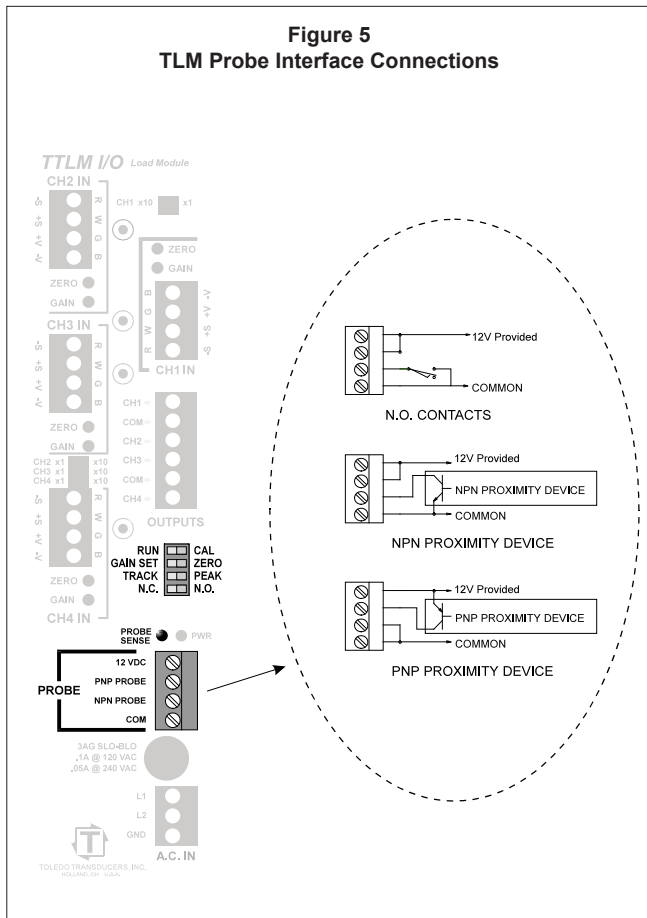 Figure 5
TLM Probe Interface Connections
TTLM I/O Load Module
CH2 IN
-S R
+S W
+V G
-V B
CH1 x10 x1
ZERO
GAIN
ZERO
GAIN
B -V
G +V
W +S
R -S
CH1 IN
CH3 IN
-S R
+S W
+V G
-V B
ZERO
GAIN
CH2 x1 x10
CH3 x1 x10
CH4 x1 x10
-S R
+S W
+V G
-V B
ZERO
GAIN
CH4 IN
CH1
COM
CH2
CH3
COM
CH4
OUTPUTS
RUN CAL
GAIN SET ZERO
TRACK PEAK
N.C. N.O.
PROBE SENSE PWR
PROBE
12 VDC
PNP PROBE
NPN PROBE
COM
3AG SLO-BLO
.1A @ 120 VAC
.05A @ 240 VAC
L1
L2
GND
A.C. IN
T
TOLEDO TRANSDUCERS, INC.
HOLLAND, OH U.S.A.
12V Provided
COMMON
N.O. CONTACTS
12V Provided
NPN PROXIMITY DEVICE
COMMON
NPN PROXIMITY DEVICE
12V Provided
PNP PROXIMITY DEVICE
COMMON
PNP PROXIMITY DEVICE